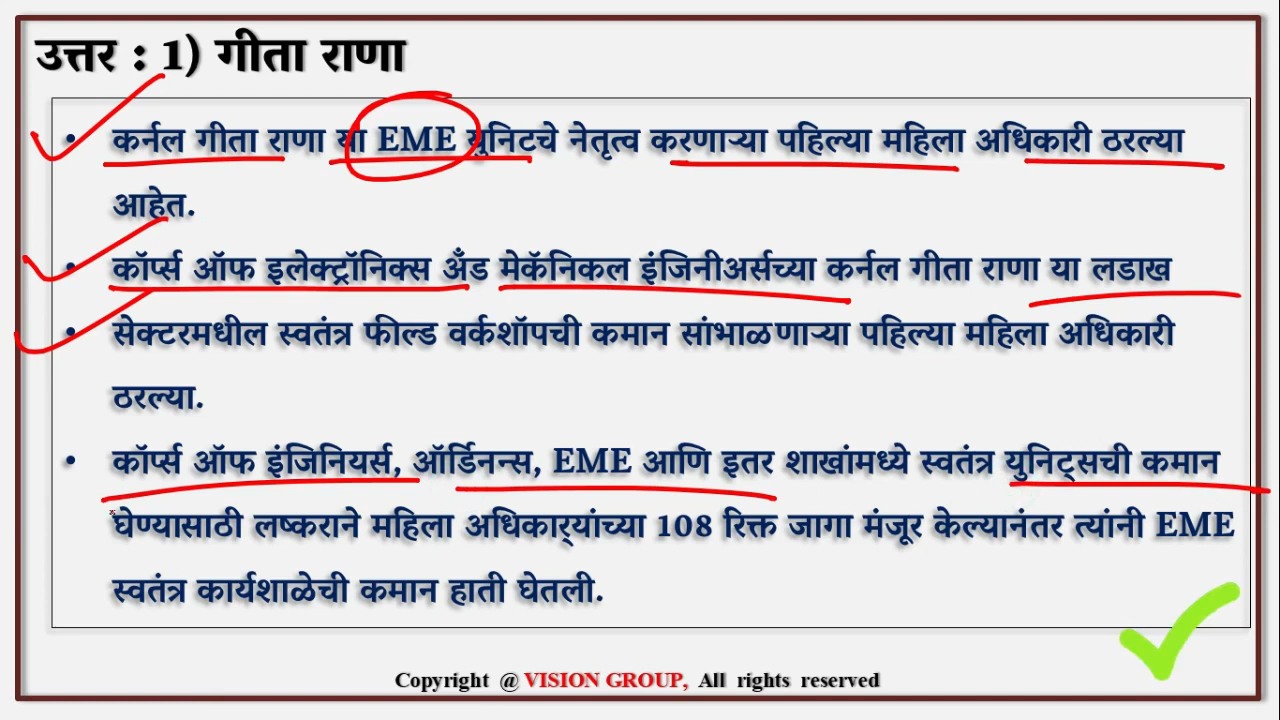 उत्तर : 1) गीता राणा
• कर्नल गीता राणा या EME युनिटचे नेतृत्व करणाऱ्या पहिल्या महिला अधिकारी ठरल्या
आहेत.
• कॉर्प्स ऑफ इलेक्ट्रॉनिक्स अँड मेकॅनिकल इंजिनीअर्सच्या कर्नल गीता राणा या लडाख
• सेक्टरमधील स्वतंत्र फील्ड वर्कशॉपची कमान सांभाळणाऱ्या पहिल्या महिला अधिकारी
ठरल्या.
• कॉर्प्स ऑफ इंजिनियर्स, ऑर्डिनन्स, EME आणि इतर शाखांमध्ये स्वतंत्र युनिट्सची कमान
घेण्यासाठी लष्कराने महिला अधिकार्‍यांच्या 108 रिक्त जागा मंजूर केल्यानंतर त्यांनी EME
स्वतंत्र कार्यशाळेची कमान हाती घेतली.
Copyright @ VISION GROUP, All rights reserved